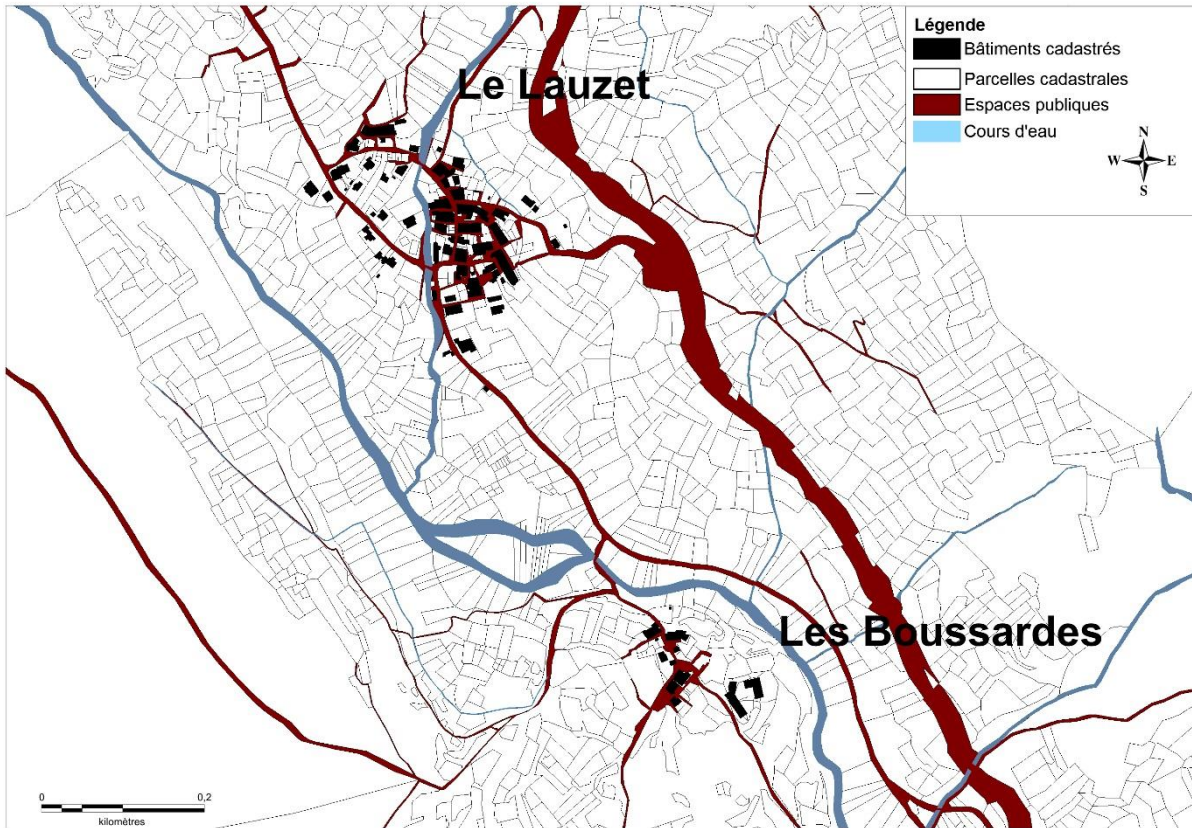 Légende
Bâtiments cadastrés
Parcelles cadastrales
Espaces publiques
Cours d'eau
N
W E
S
Le Lauzet
Les Boussardes
0 0,2
kilomètres